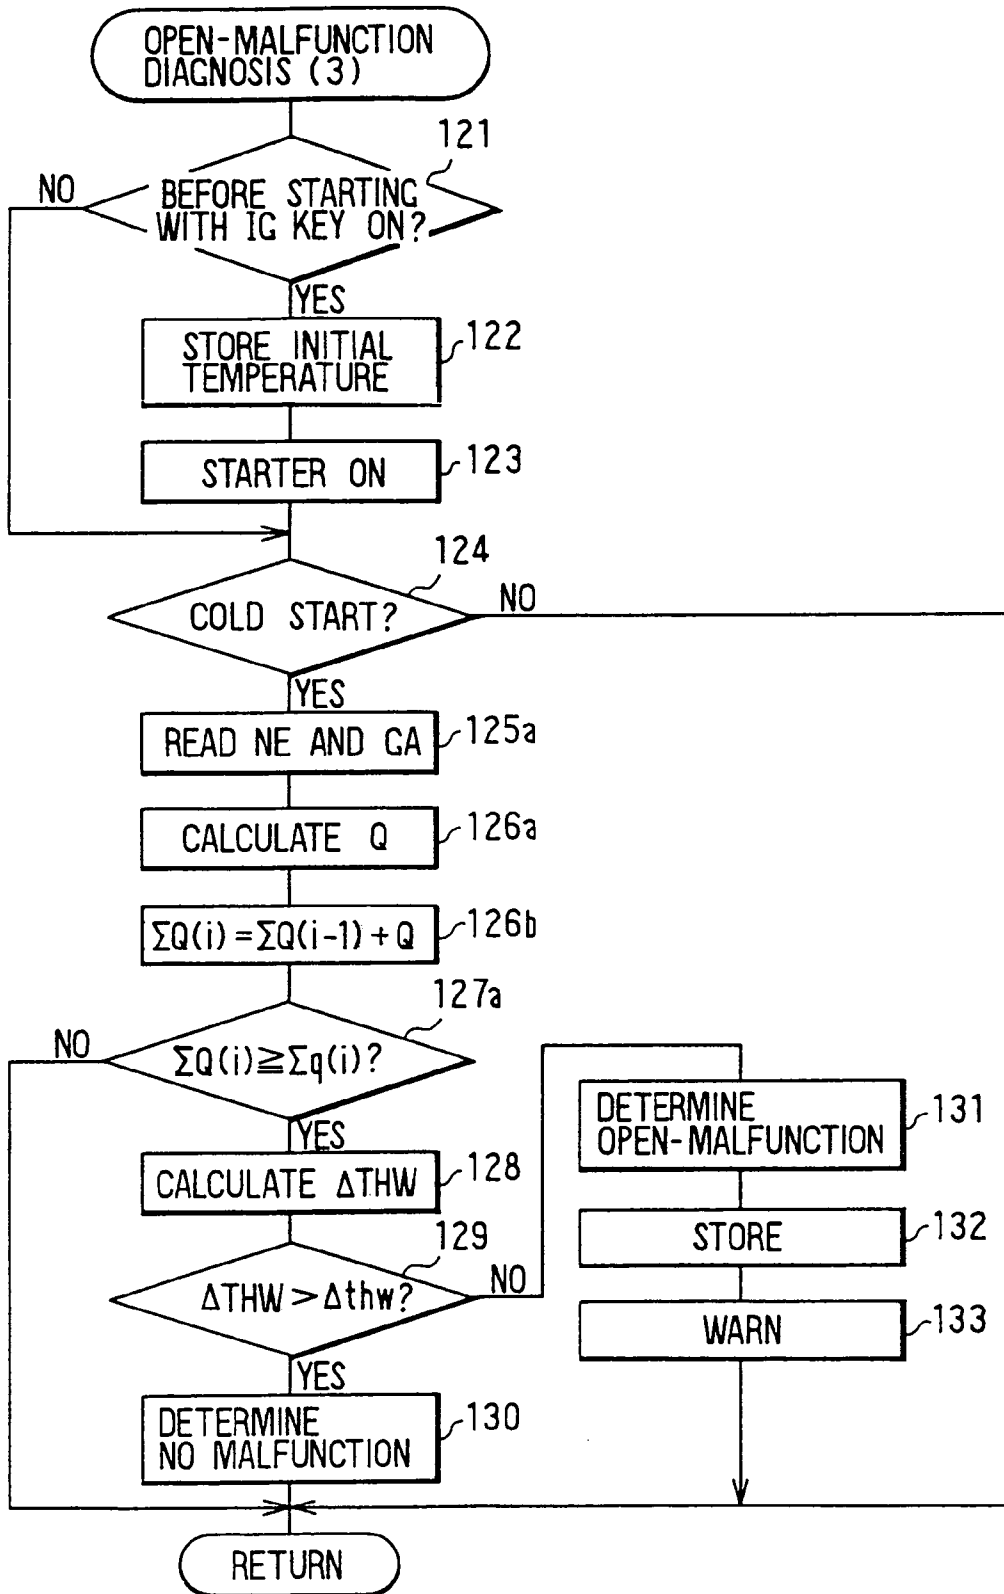 OPEN-MALFUNCTION
DIAGNOSIS (3)
121
NO
BEFORE STARTING
WITH IG KEY ON?
YES
STORE INITIAL
TEMPERATURE
122
STARTER ON
123
124
COLD START?
NO
YES
READ NE AND GA
125a
CALCULATE Q
126a
ΣQ(i) = ΣQ(i-1) + Q
126b
127a
NO
ΣQ(i) ≧ Σq(i)?
YES
CALCULATE ΔTHW
128
129
ΔTHW > Δthw?
NO
YES
DETERMINE
NO MALFUNCTION
130
DETERMINE
OPEN-MALFUNCTION
131
STORE
132
WARN
133
RETURN